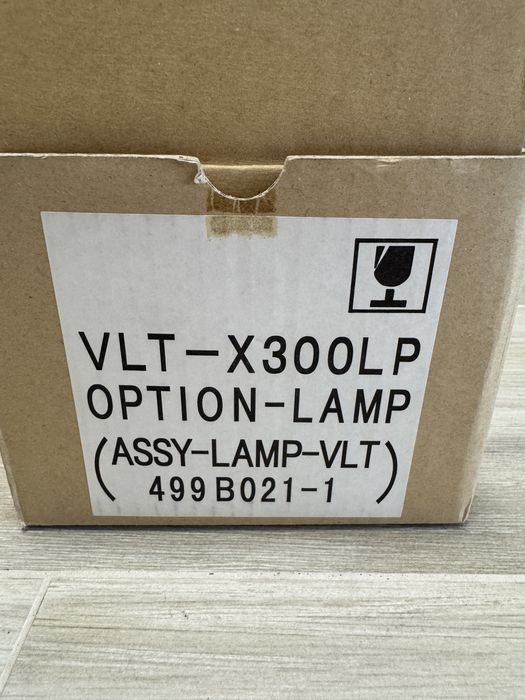 VLT-X300LP
OPTION-LAMP
(ASSY-LAMP-VLT
499B021-1)